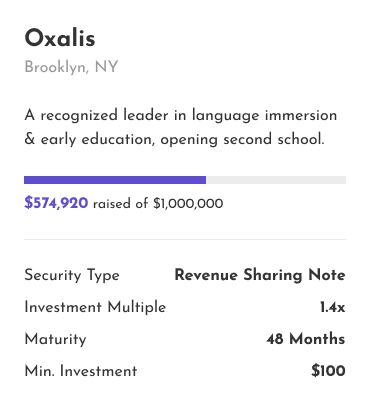 Oxalis
Brooklyn, NY
A recognized leader in language immersion
& early education, opening second school.
$574,920 raised of $1,000,000
Security Type Revenue Sharing Note
Investment Multiple 1.4x
Maturity 48 Months
Min. Investment $100